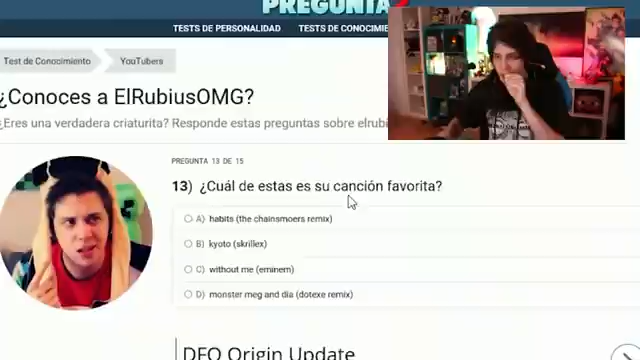 PREGUNTA
TESTS DE PERSONALIDAD TESTS DE CONOCIMIE
Test de Conocimiento YouTubers
¿Conoces a ElRubiusOMG?
¿Eres una verdadera criaturita? Responde estas preguntas sobre elrubi
PREGUNTA 13 DE 15
13) ¿Cuál de estas es su canción favorita?
A) habits (the chainsmoers remix)
B) kyoto (skrillex)
C) without me (eminem)
D) monster meg and dia (dotexe remix)
DFO Origin Update